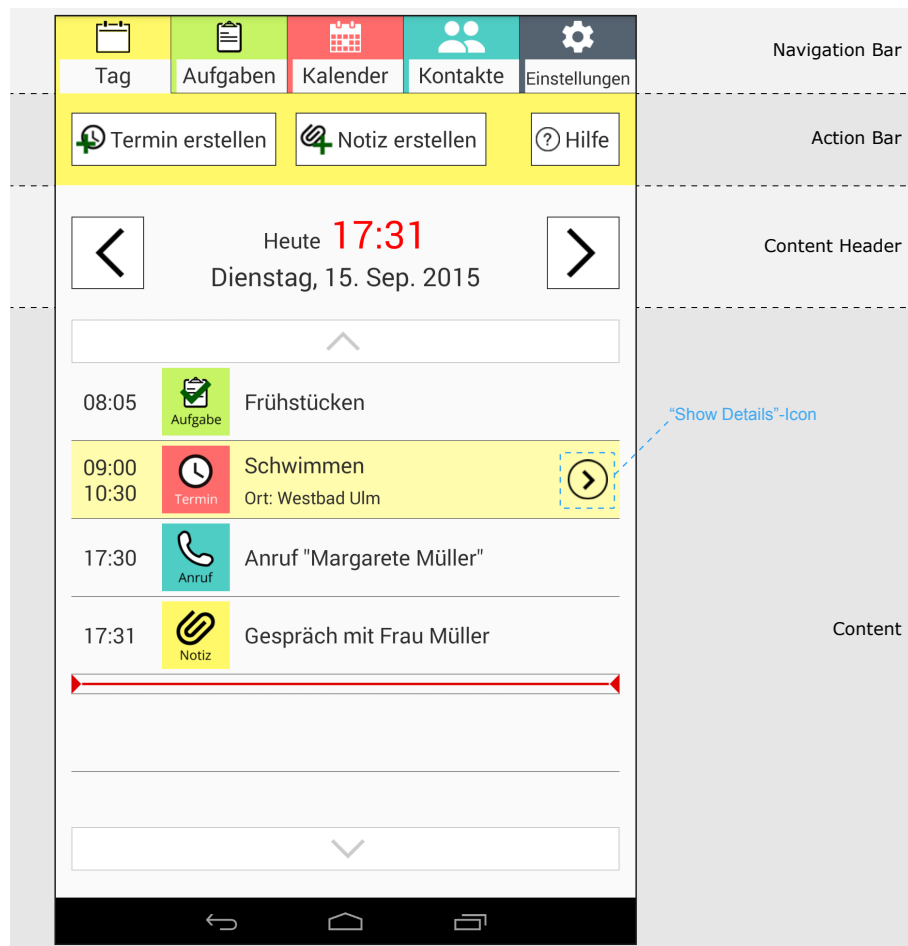 Tag Aufgaben Kalender Kontakte Einstellungen
Navigation Bar
Termin erstellen Notiz erstellen ? Hilfe
Action Bar
Heute 17:31
Dienstag, 15. Sep. 2015
Content Header
08:05 Aufgabe Frühstücken
"Show Details"-Icon
09:00 Schwimmen
10:30 Termin Ort: Westbad Ulm
17:30 Anruf Anruf "Margarete Müller"
17:31 Notiz Gespräch mit Frau Müller
Content